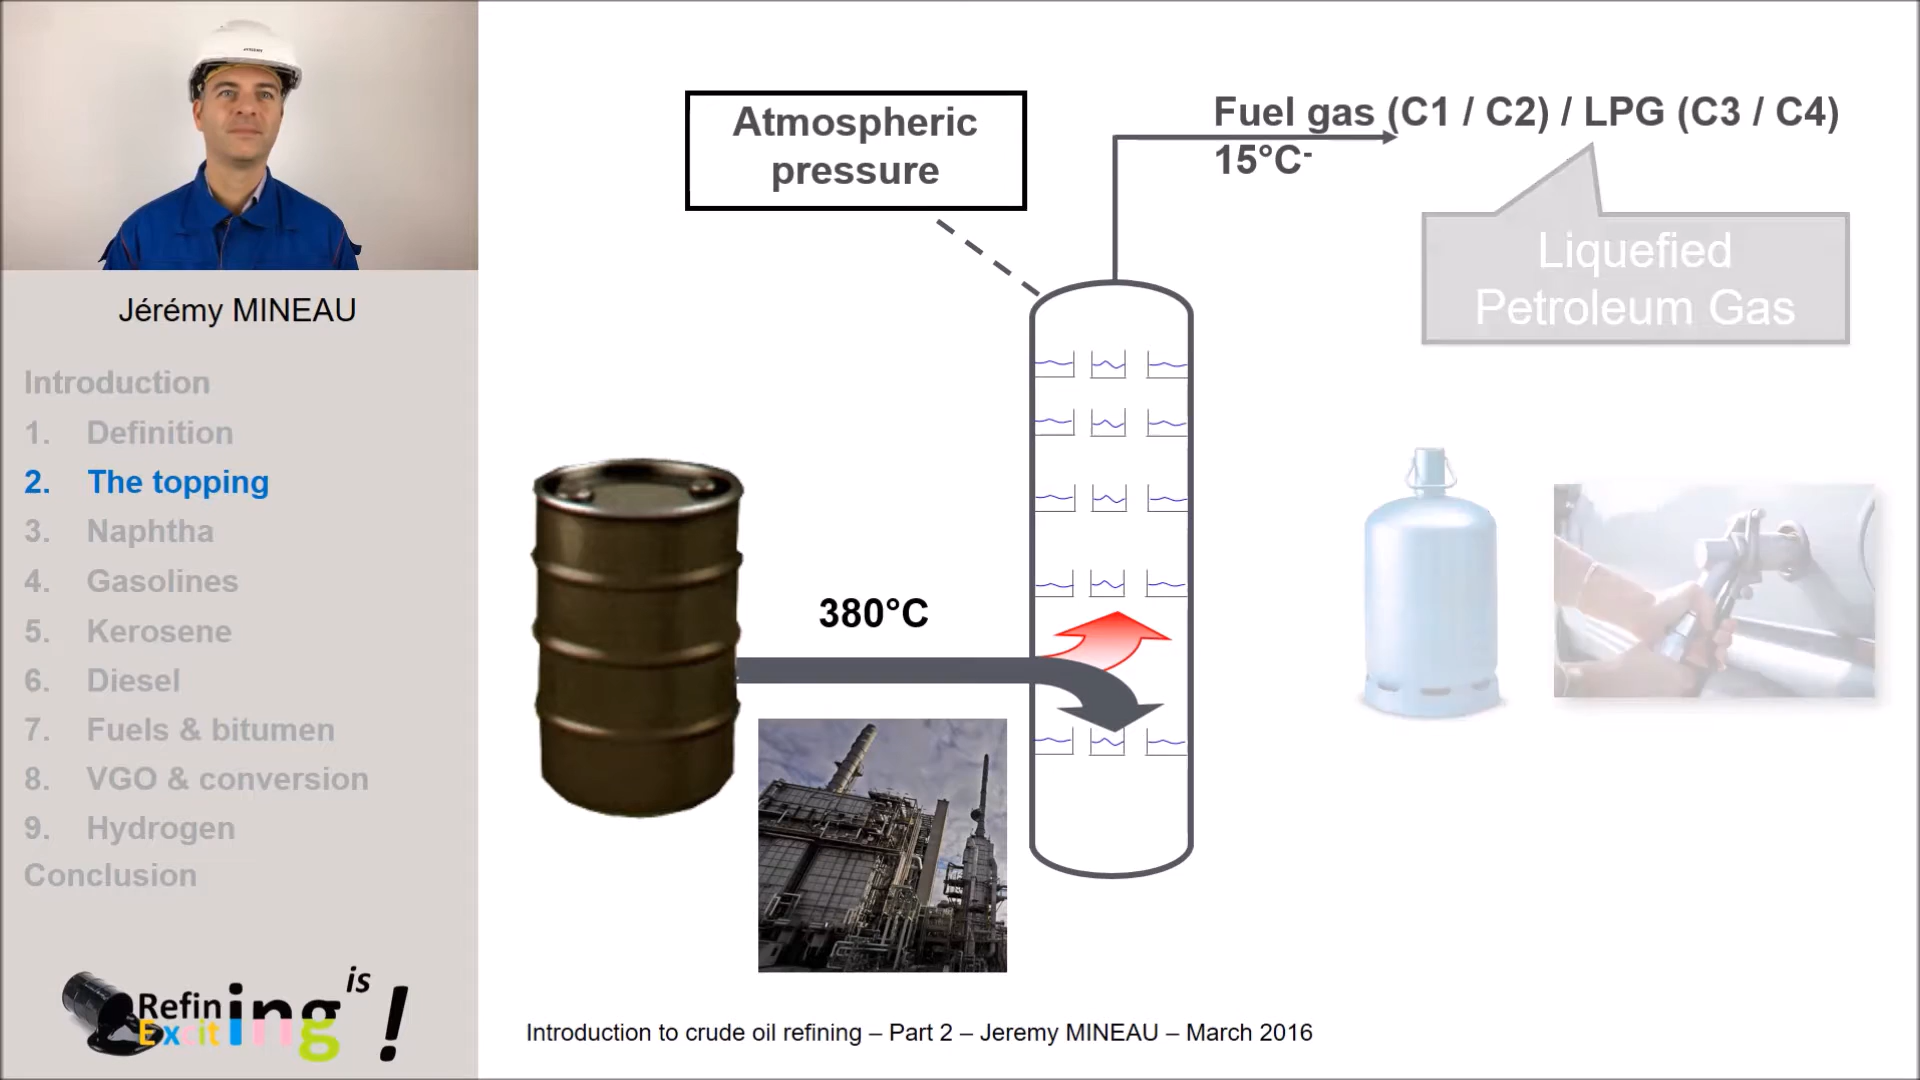 Jérémy MINEAU
Introduction
1. Definition
2. The topping
3. Naphtha
4. Gasolines
5. Kerosene
6. Diesel
7. Fuels & bitumen
8. VGO & conversion
9. Hydrogen
Conclusion
Refining is
Exciting !
Atmospheric
pressure
Fuel gas (C1 / C2) / LPG (C3 / C4)
15°C-
Liquefied
Petroleum Gas
380°C
Introduction to crude oil refining – Part 2 – Jeremy MINEAU – March 2016